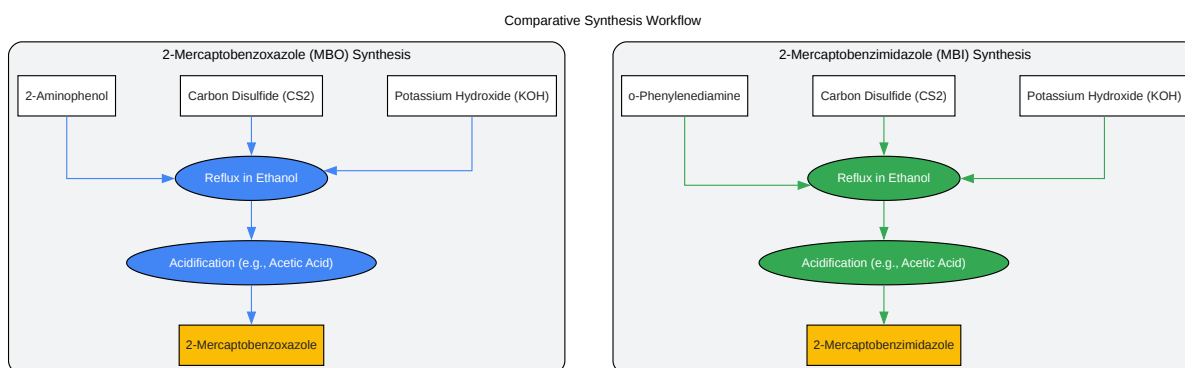 Comparative Synthesis Workflow
2-Mercaptobenzoxazole (MBO) Synthesis
2-Aminophenol
Carbon Disulfide (CS2)
Potassium Hydroxide (KOH)
Reflux in Ethanol
Acidification (e.g., Acetic Acid)
2-Mercaptobenzoxazole
2-Mercaptobenzimidazole (MBI) Synthesis
o-Phenylenediamine
Carbon Disulfide (CS2)
Potassium Hydroxide (KOH)
Reflux in Ethanol
Acidification (e.g., Acetic Acid)
2-Mercaptobenzimidazole